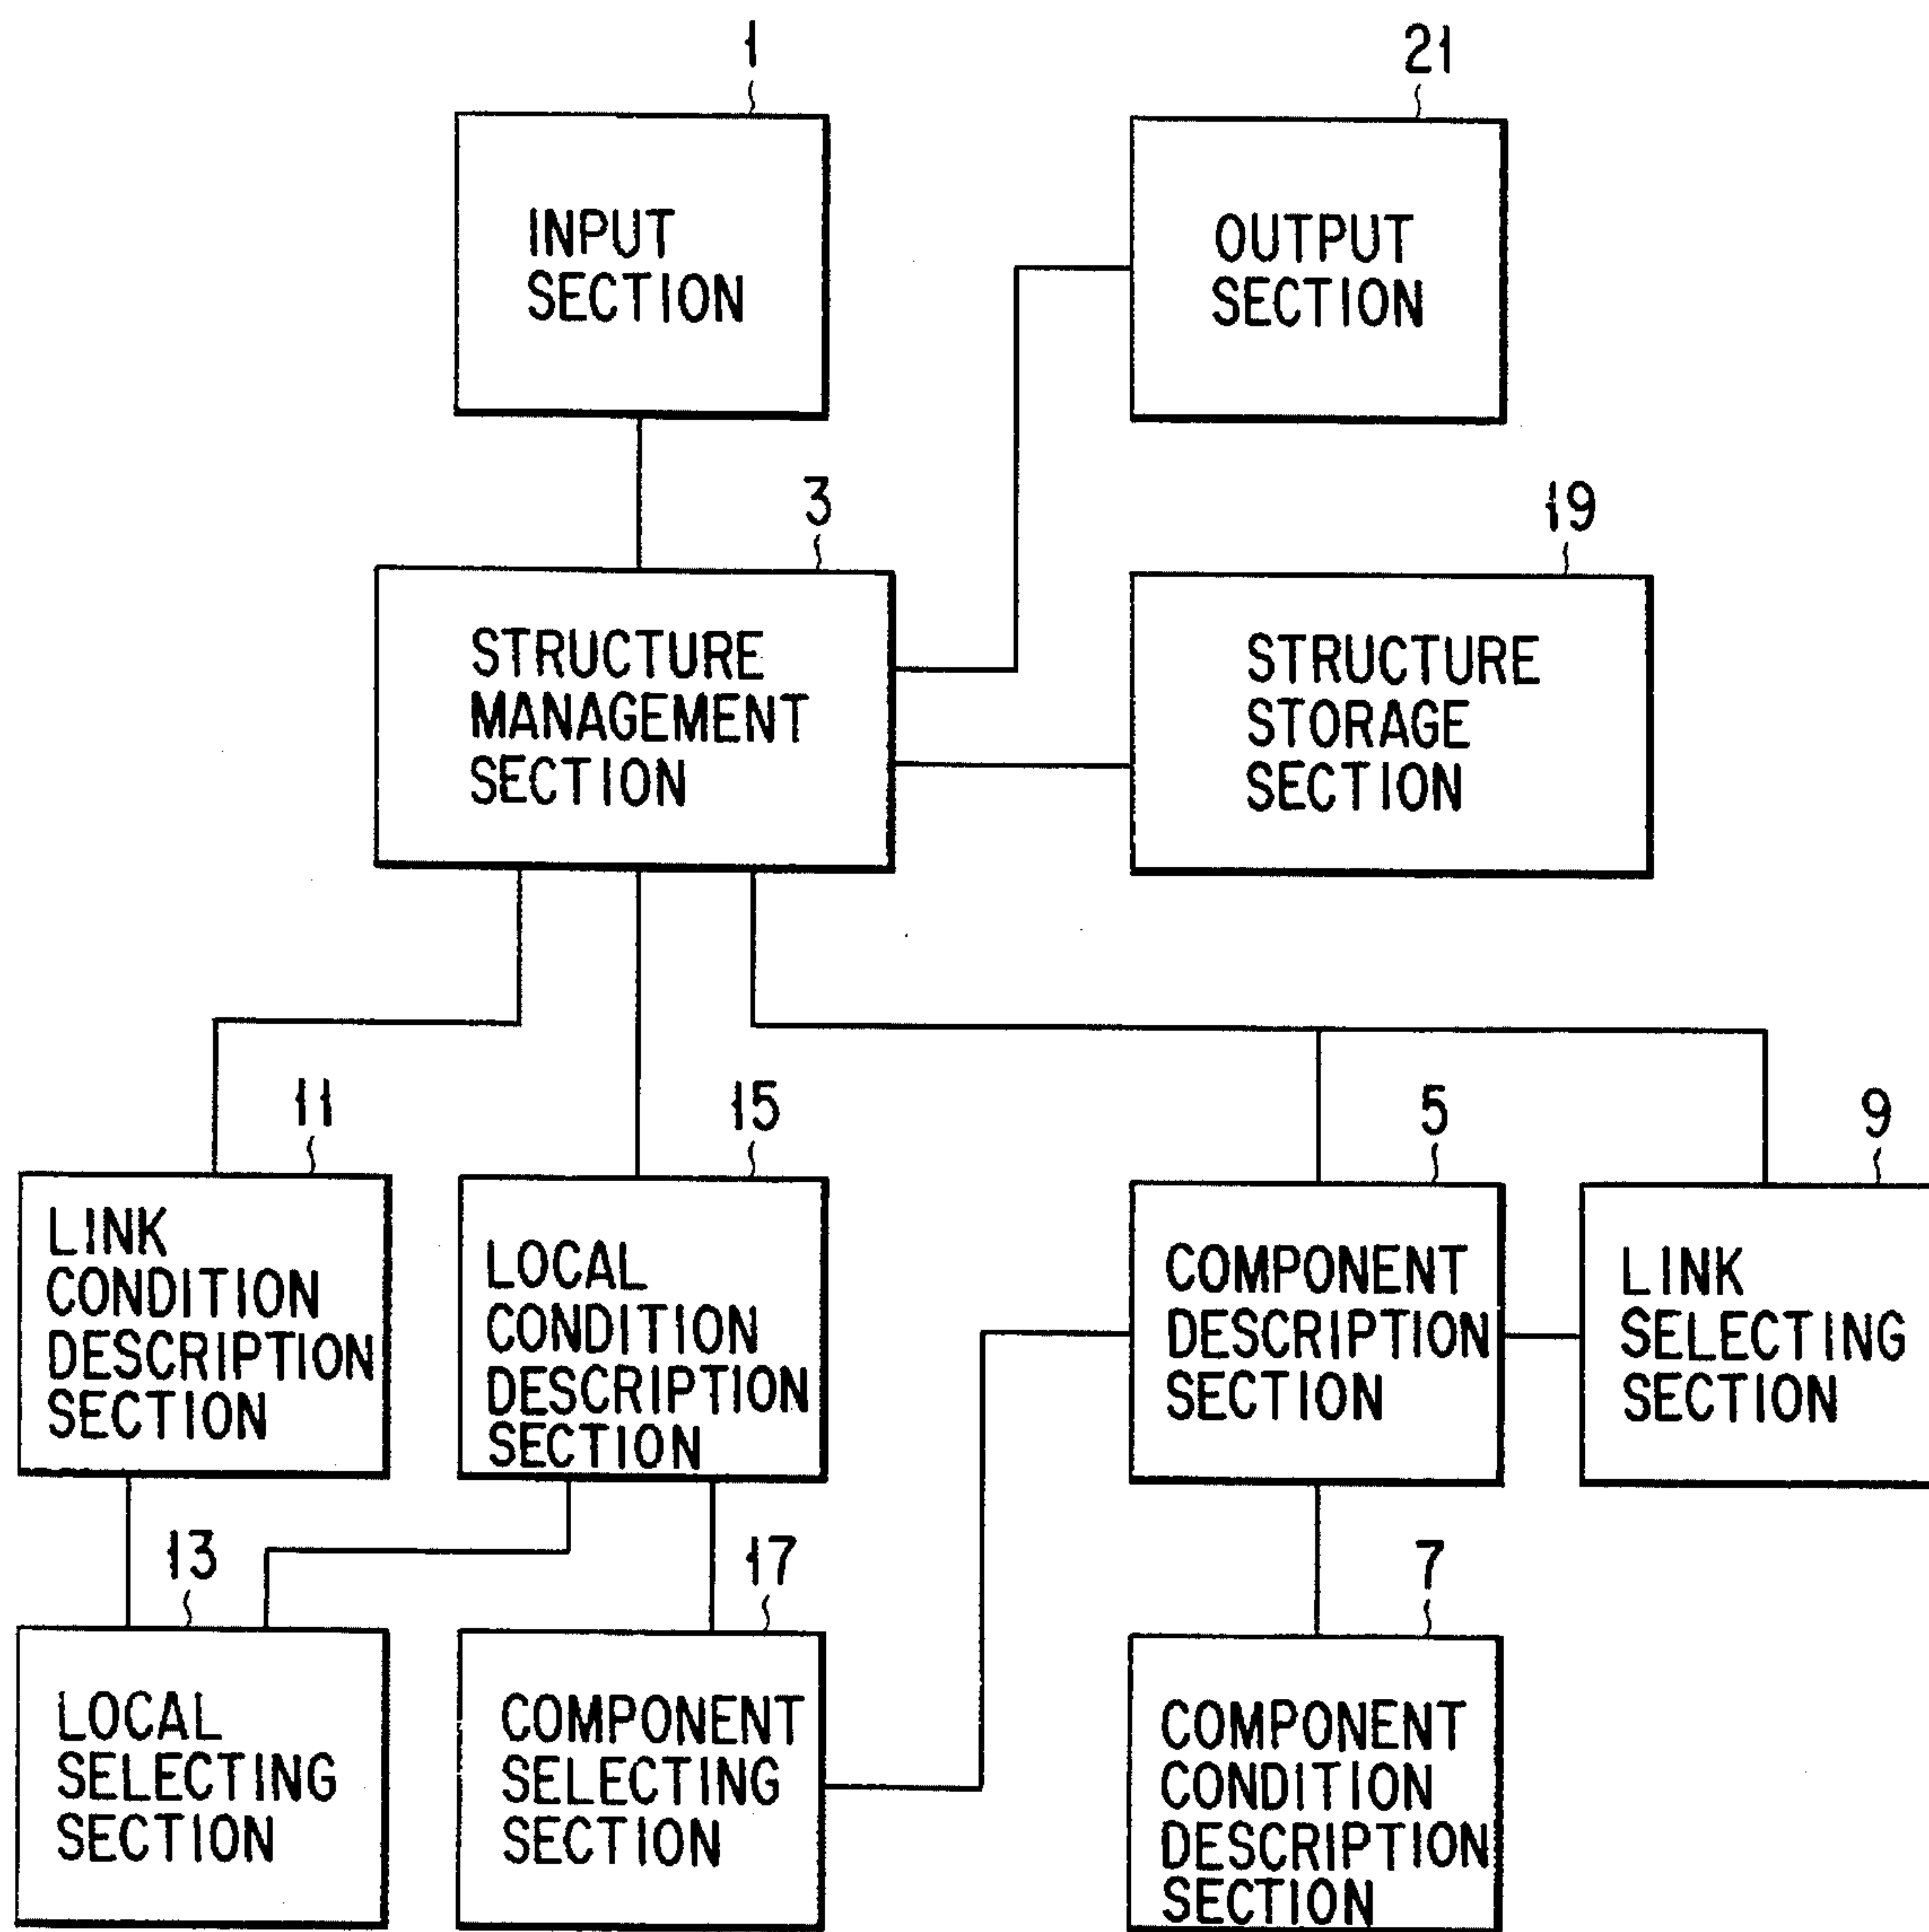 1
INPUT
SECTION
21
OUTPUT
SECTION
3
STRUCTURE
MANAGEMENT
SECTION
19
STRUCTURE
STORAGE
SECTION
11
LINK
CONDITION
DESCRIPTION
SECTION
15
LOCAL
CONDITION
DESCRIPTION
SECTION
5
COMPONENT
DESCRIPTION
SECTION
9
LINK
SELECTING
SECTION
13
LOCAL
SELECTING
SECTION
17
COMPONENT
SELECTING
SECTION
7
COMPONENT
CONDITION
DESCRIPTION
SECTION